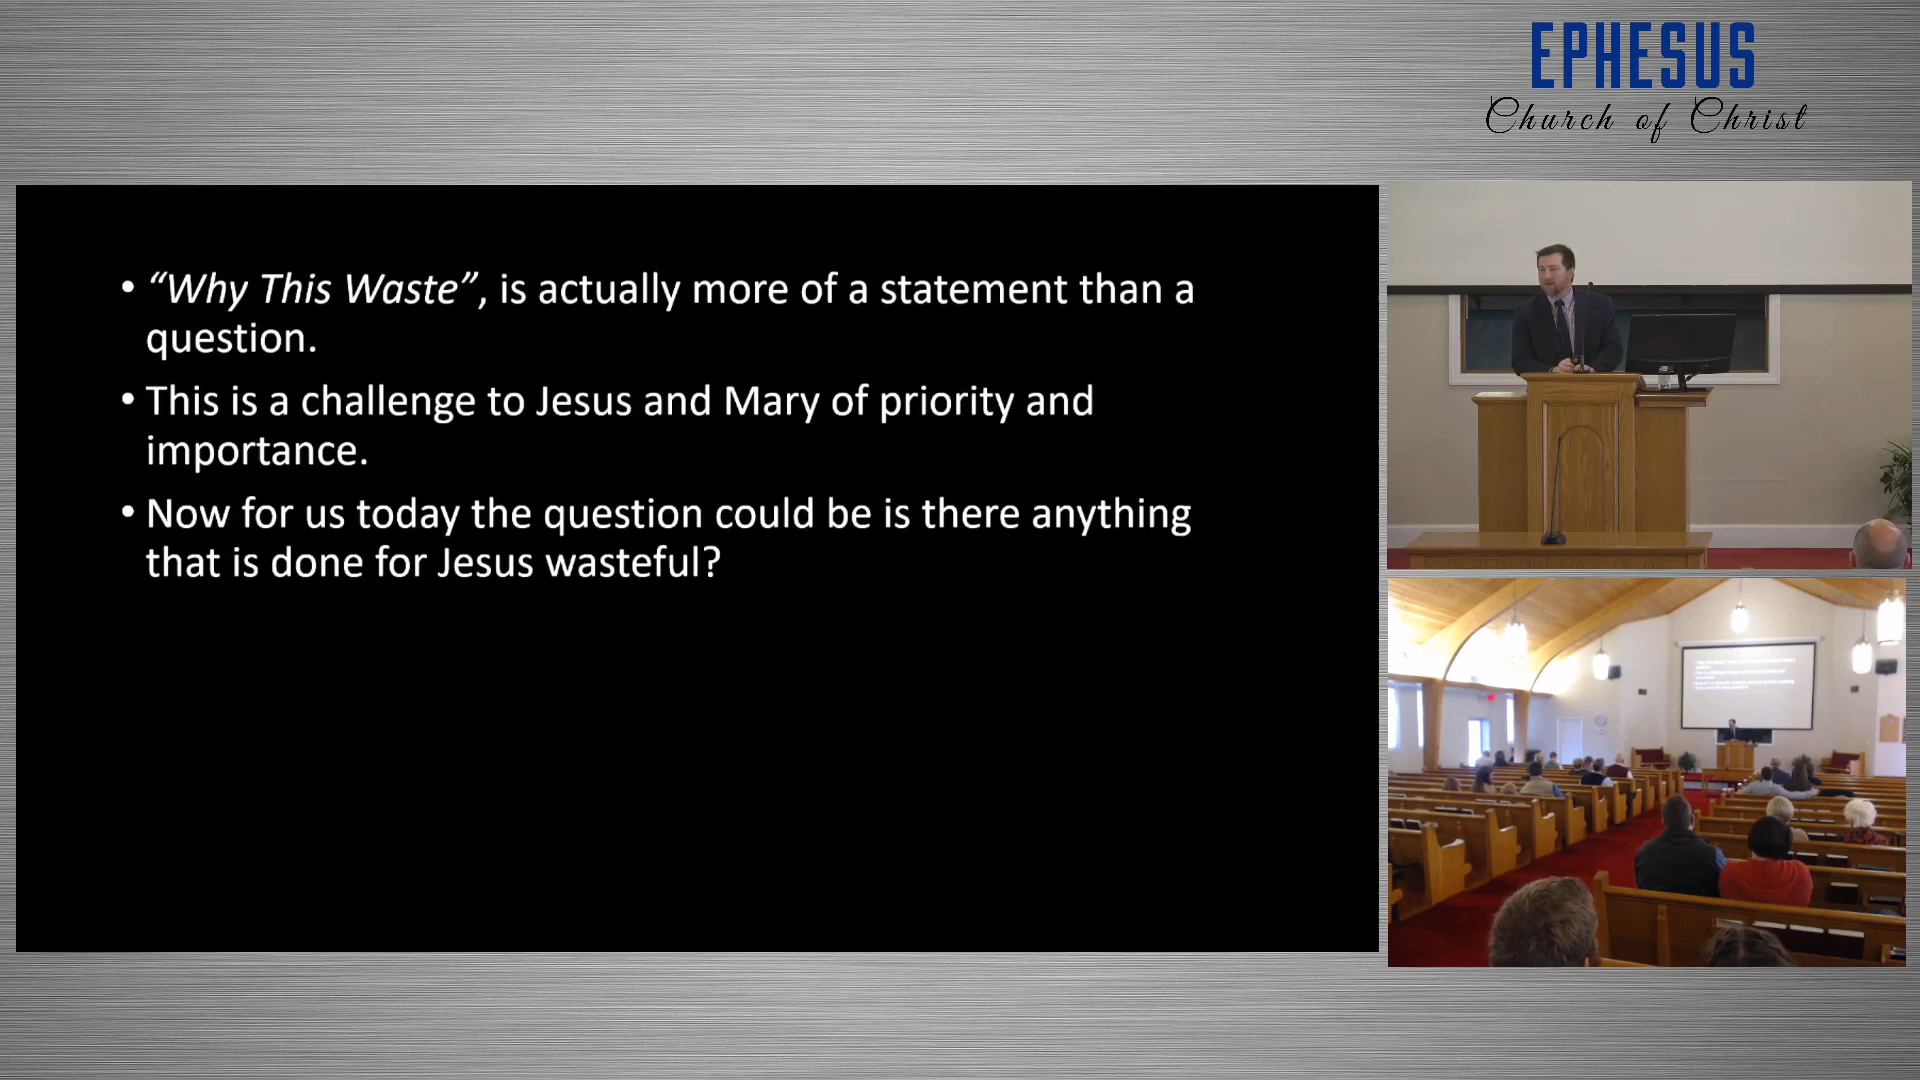 EPHESUS
Church of Christ
• “Why This Waste”, is actually more of a statement than a
question.
• This is a challenge to Jesus and Mary of priority and
importance.
• Now for us today the question could be is there anything
that is done for Jesus wasteful?